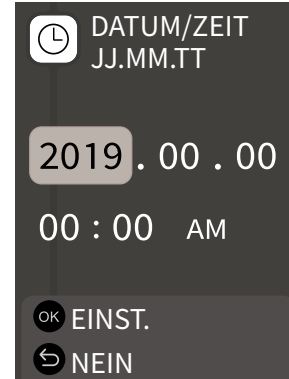 DATUM/ZEIT
JJ.MM.TT
2019 . 00 . 00
00 : 00 AM
OK EINST.
NEIN